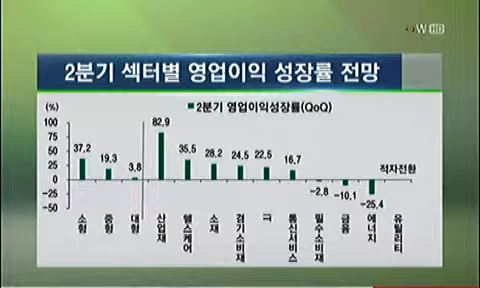 W HD
2분기 섹터별 영업이익 성장률 전망
(%)
■ 2분기 영업이익성장률(QoQ)
100
75
50
25
0
-25
-50
37,2
19,3
3,8
82,9
35,5
28,2
24,5
22,5
16,7
-2,8
-10,1
-25,4
적자전환
소형
중형
대형
산업재
헬스케어
소재
경기소비재
IT
통신서비스
필수소비재
금융
에너지
유틸리티